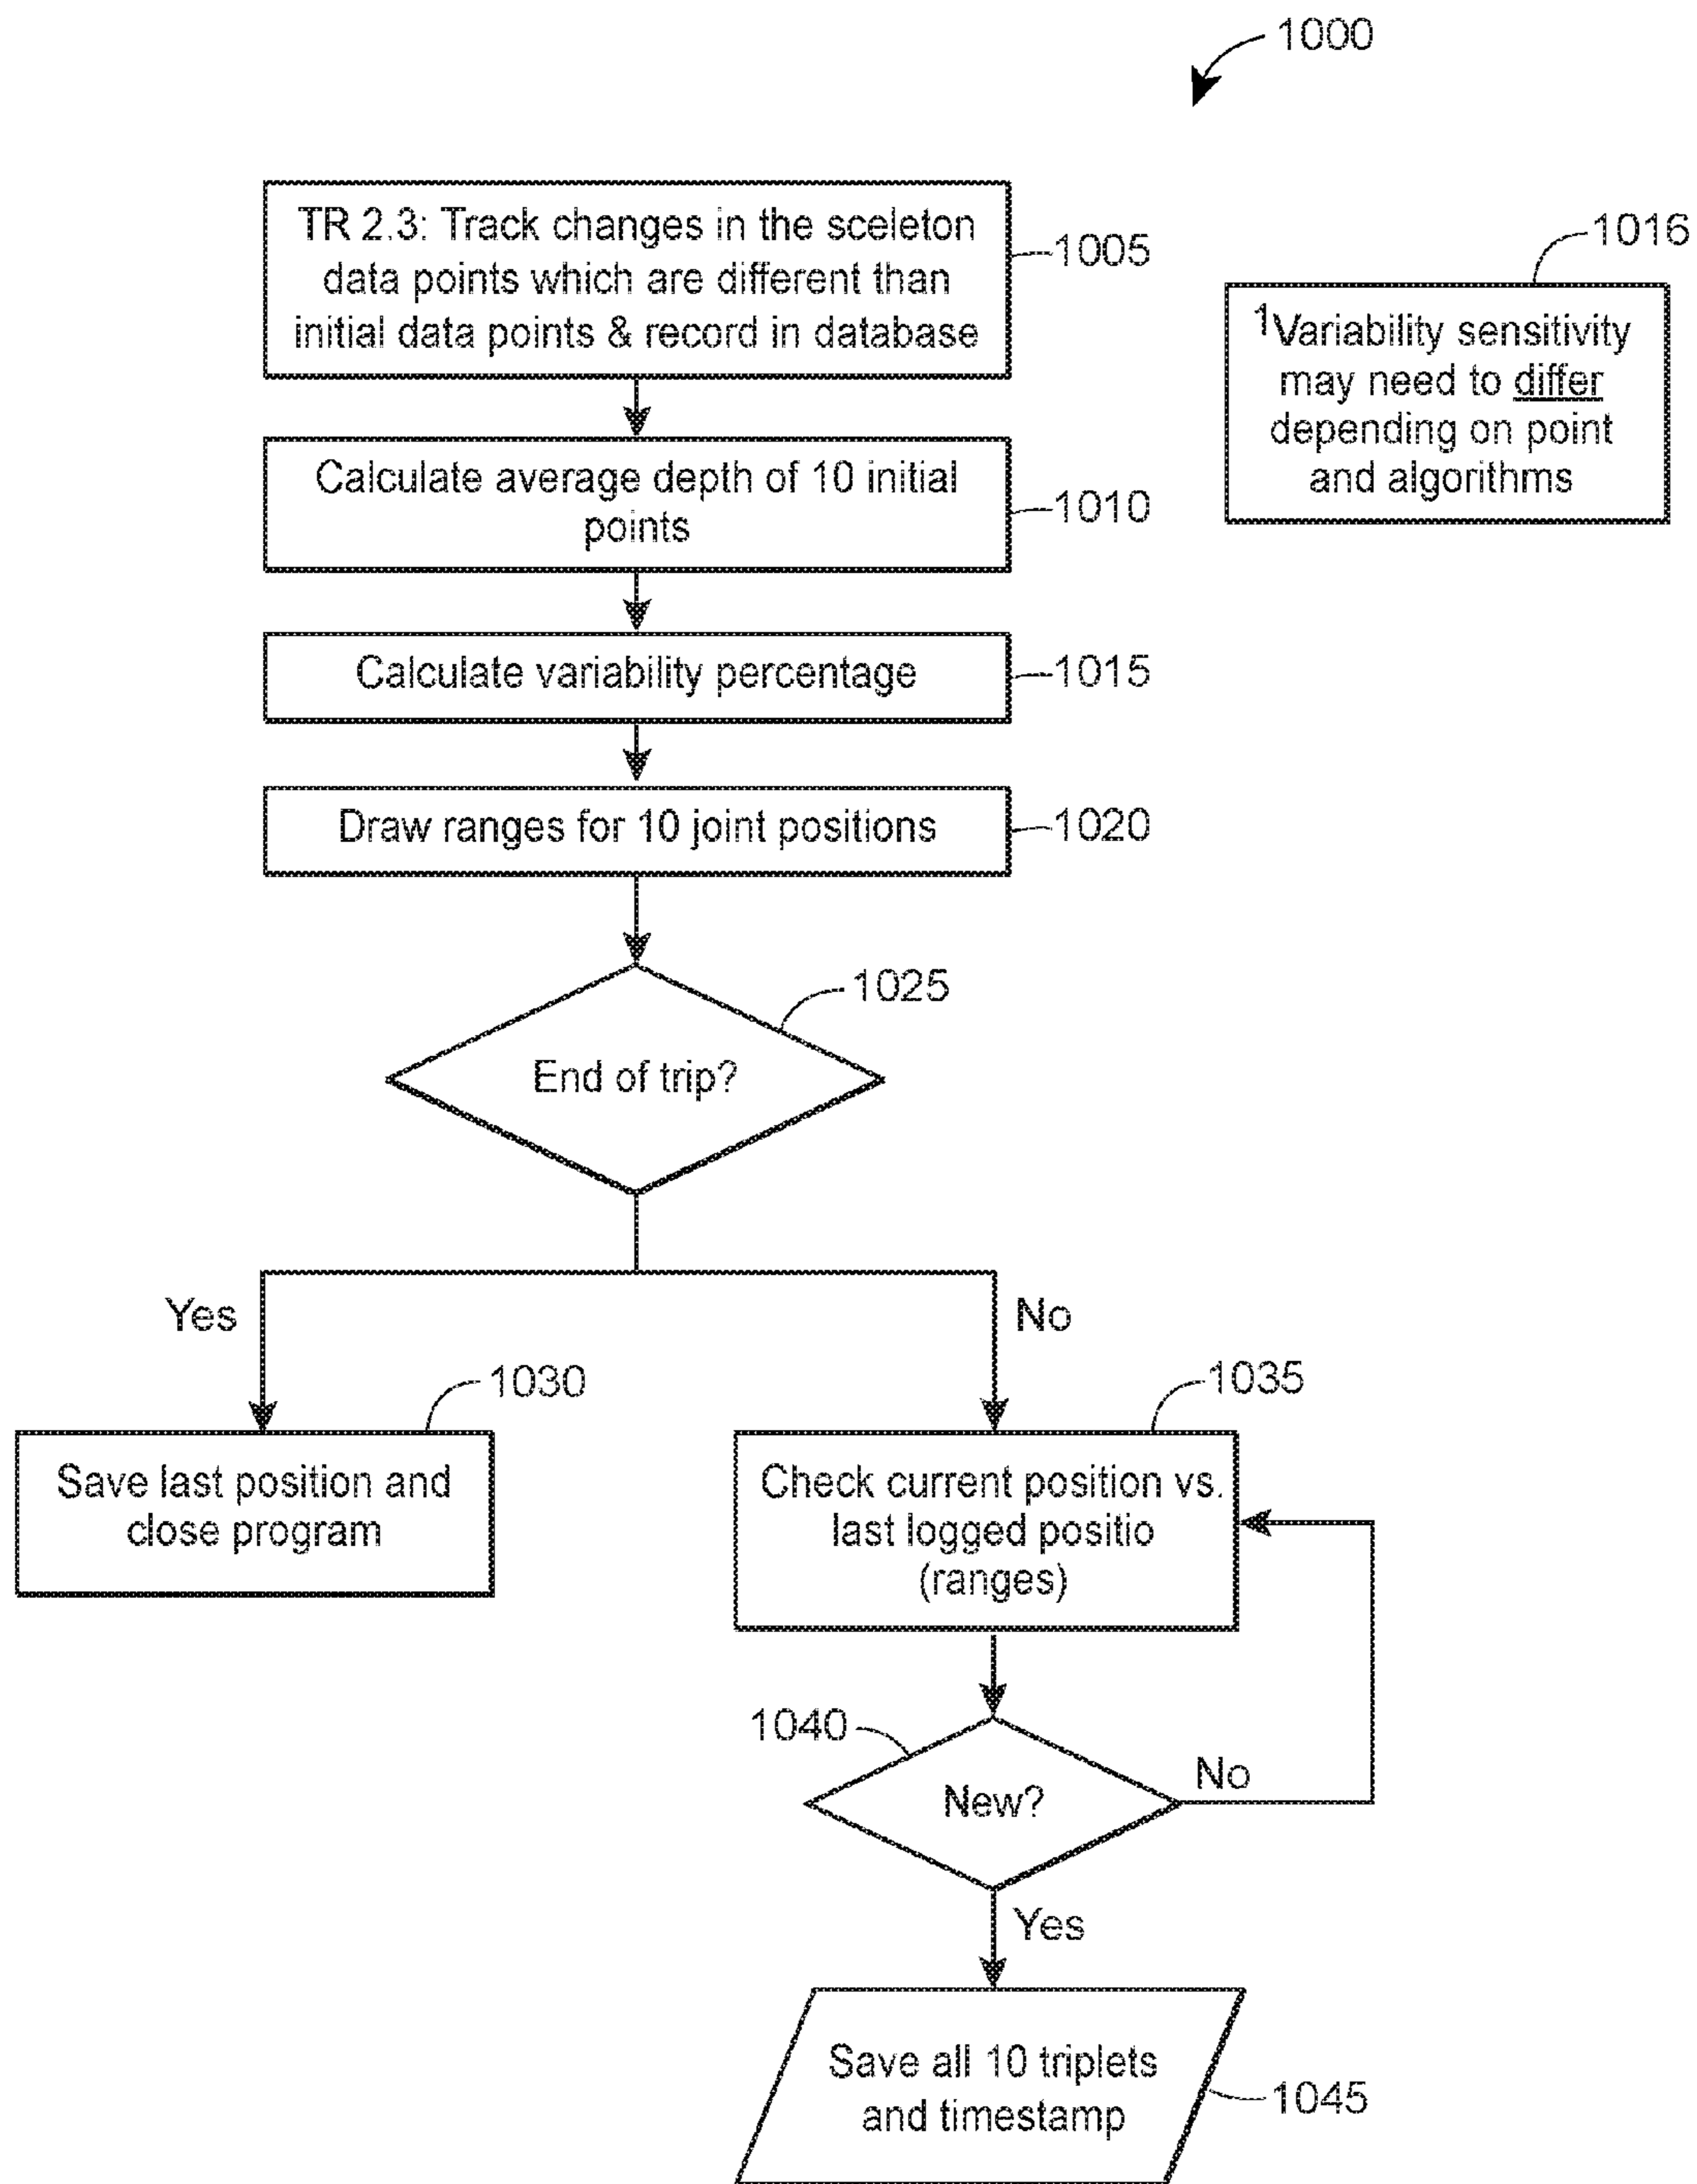 1000
TR 2.3: Track changes in the sceleton
data points which are different than
initial data points & record in database
1005
1016
1Variability sensitivity
may need to differ
depending on point
and algorithms
Calculate average depth of 10 initial
points
1010
Calculate variability percentage
1015
Draw ranges for 10 joint positions
1020
1025
End of trip?
Yes
No
1030
Save last position and
close program
1035
Check current position vs.
last logged positio
(ranges)
1040
New?
No
Yes
Save all 10 triplets
and timestamp
1045